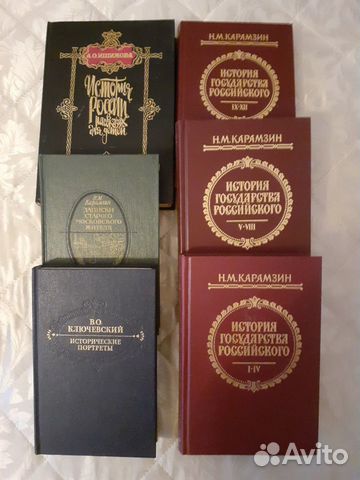 А.О.ИШИМОВА
История
России
в рассказах
для детей
Н.М.КАРАМЗИН
ИСТОРИЯ
ГОСУДАРСТВА
РОССИЙСКОГО
IX-XII
Н.М.Карамзин
ЗАПИСКИ
СТАРОГО
МОСКОВСКОГО
ЖИТЕЛЯ
Н.М.КАРАМЗИН
ИСТОРИЯ
ГОСУДАРСТВА
РОССИЙСКОГО
V-VIII
В.О.
КЛЮЧЕВСКИЙ
ИСТОРИЧЕСКИЕ
ПОРТРЕТЫ
Н.М.КАРАМЗИН
ИСТОРИЯ
ГОСУДАРСТВА
РОССИЙСКОГО
I-IV
Avito